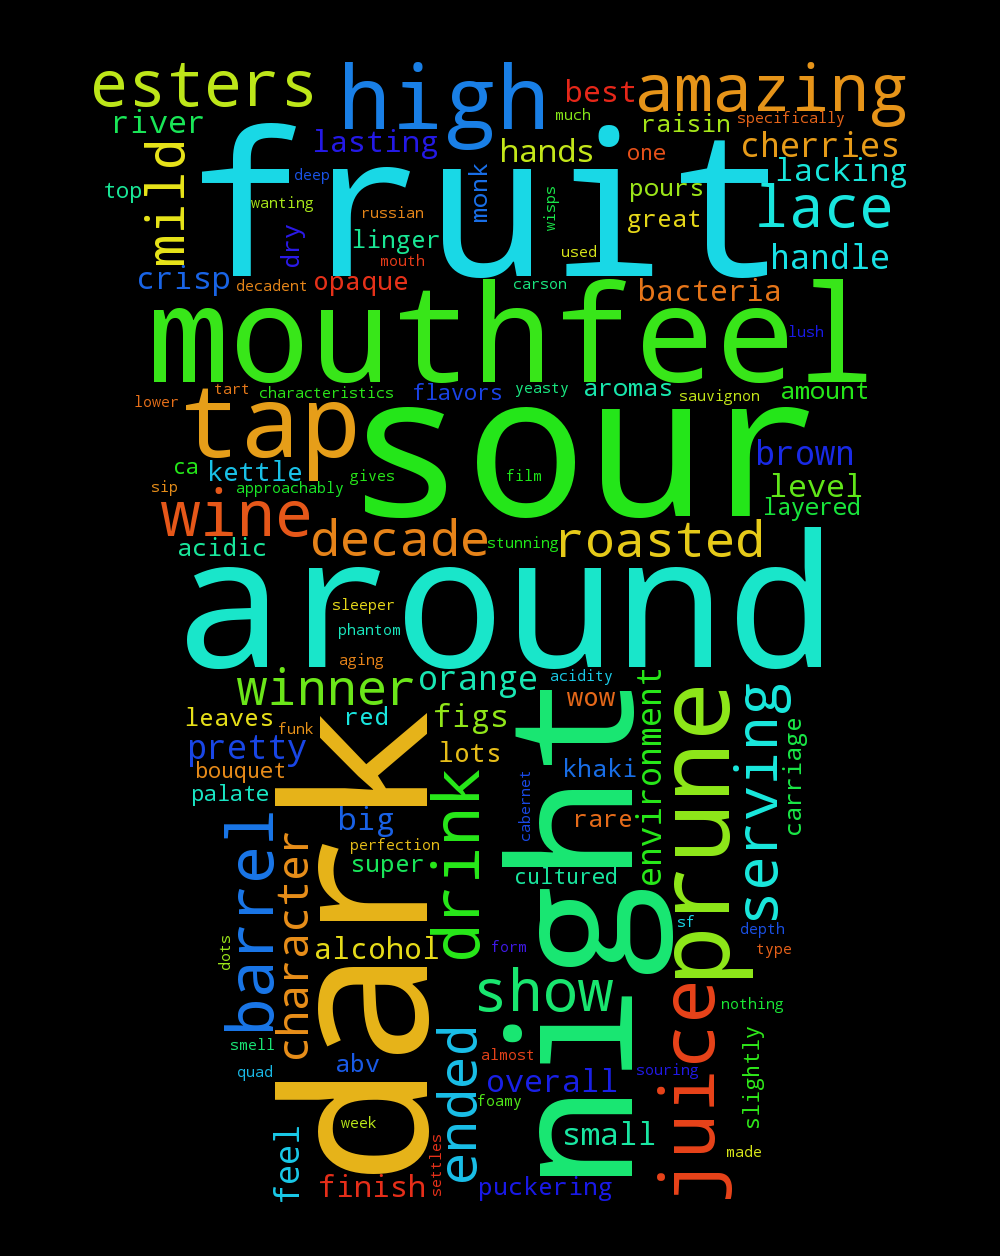 esters
high
best
amazing
river
much
specifically
lasting
hands
raisin
one
cherries
fruit
mild
top
deep
monk
lacking
wanting
wisps
pours
lace
russian
great
dry
linger
used
handle
mouth
crisp
decadent
opaque
carson
bacteria
mouthfeel
lush
tart
characteristics
flavors
yeasty
aromas
sauvignon
amount
lower
tap
sour
brown
ca
kettle
gives
film
sip
approachably
level
wine
layered
decade
stunning
roasted
acidic
around
sleeper
phantom
aging
winner
orange
acidity
environment
wow
prune
serving
leaves
funk
red
figs
night
carriage
pretty
dark
lots
bouquet
khaki
palate
drink
cabernet
barrel
big
rare
character
perfection
super
cultured
sf
depth
dots
alcohol
form
type
show
juice
nothing
smell
ended
almost
slightly
quad
abv
overall
souring
foamy
week
small
feel
settles
made
finish
puckering